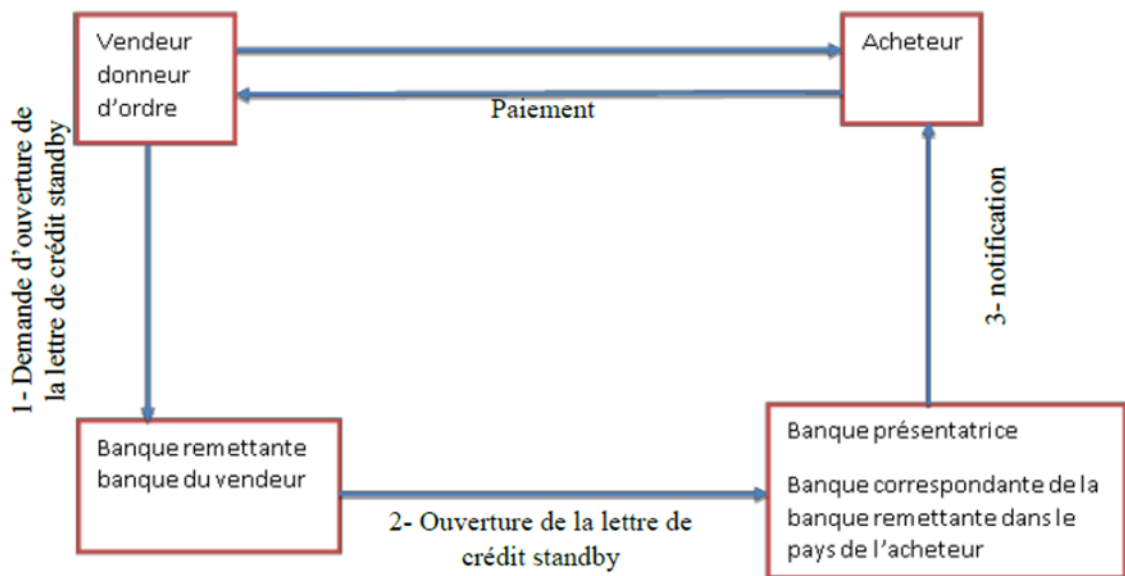 Vendeur
donneur
d'ordre
Acheteur
Paiement
1- Demande d'ouverture de
la lettre de crédit standby
3- notification
Banque remettante
banque du vendeur
2- Ouverture de la lettre de
crédit standby
Banque présentatrice
Banque correspondante de la
banque remettante dans le
pays de l'acheteur